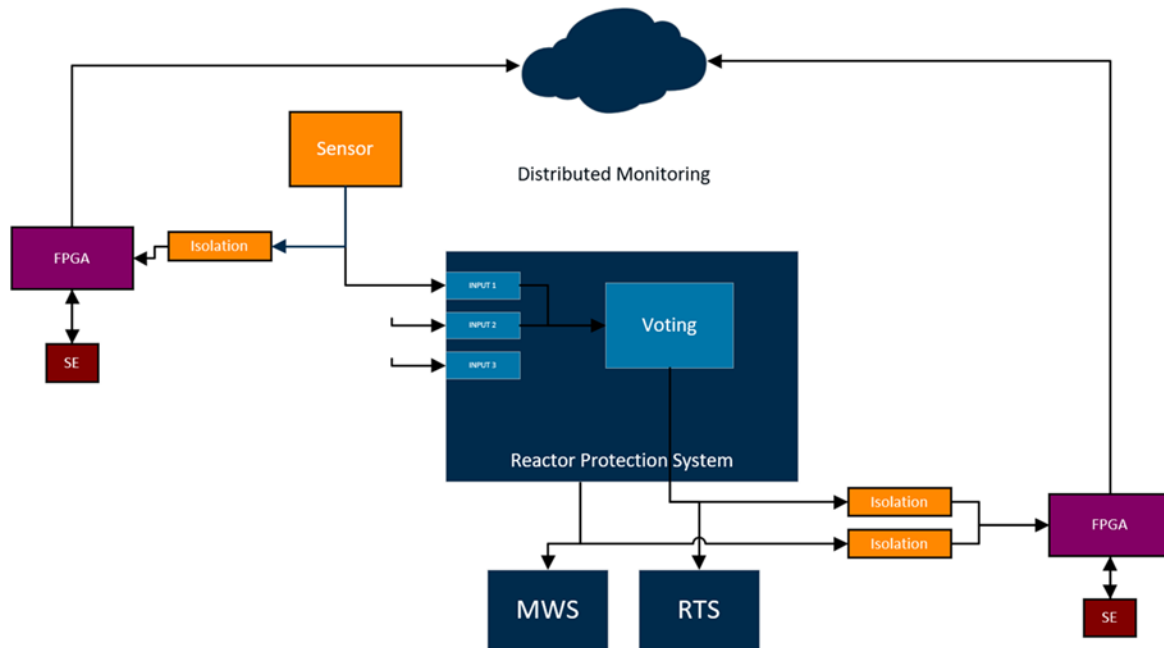 Sensor
Distributed Monitoring
Isolation
FPGA
INPUT 1
INPUT 2
Voting
SE
INPUT 3
Reactor Protection System
Isolation
FPGA
Isolation
MWS
RTS
SE